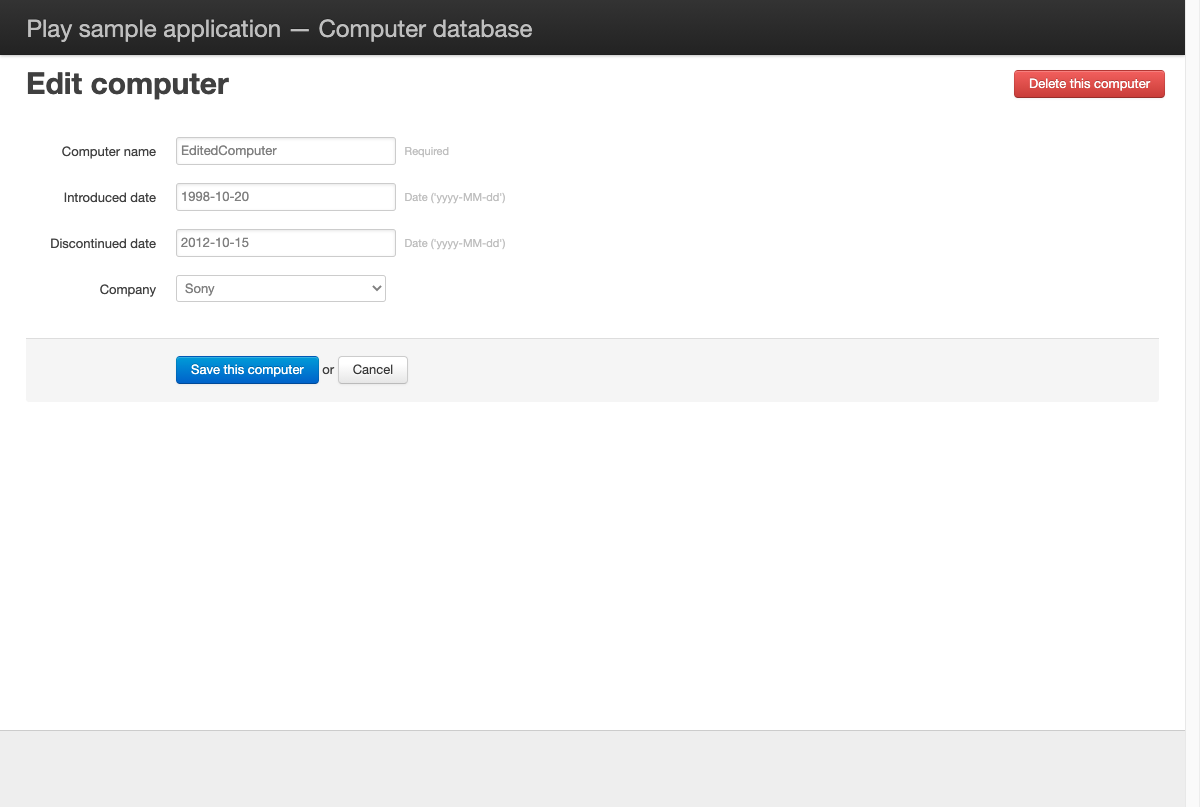 Play sample application — Computer database
Edit computer
Delete this computer
Computer name EditedComputer Required
Introduced date 1998-10-20 Date ('yyyy-MM-dd')
Discontinued date 2012-10-15 Date ('yyyy-MM-dd')
Company Sony
Save this computer or Cancel